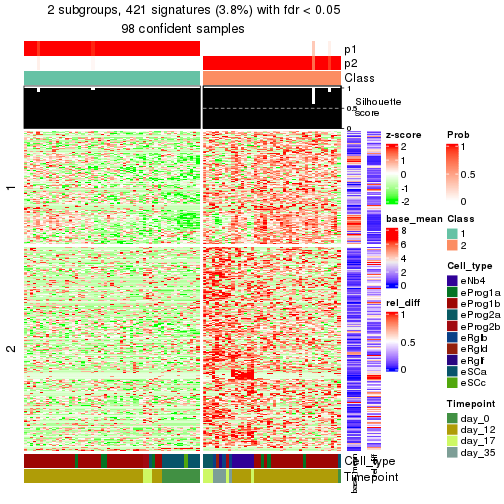 2 subgroups, 421 signatures (3.8%) with fdr < 0.05
98 confident samples
p1
p2
Class
1
0.5
0
Silhouette
score
1
2
z-score
2
1
0
-1
-2
Prob
1
0.5
0
base_mean
8
6
4
2
0
Class
1
2
rel_diff
1
0.5
0
Cell_type
eNb4
eProg1a
eProg1b
eProg2a
eProg2b
eRglb
eRgld
eRglf
eSCa
eSCc
Timepoint
day_0
day_12
day_17
day_35
Cell_type
Timepoint
base_mean
rel_diff